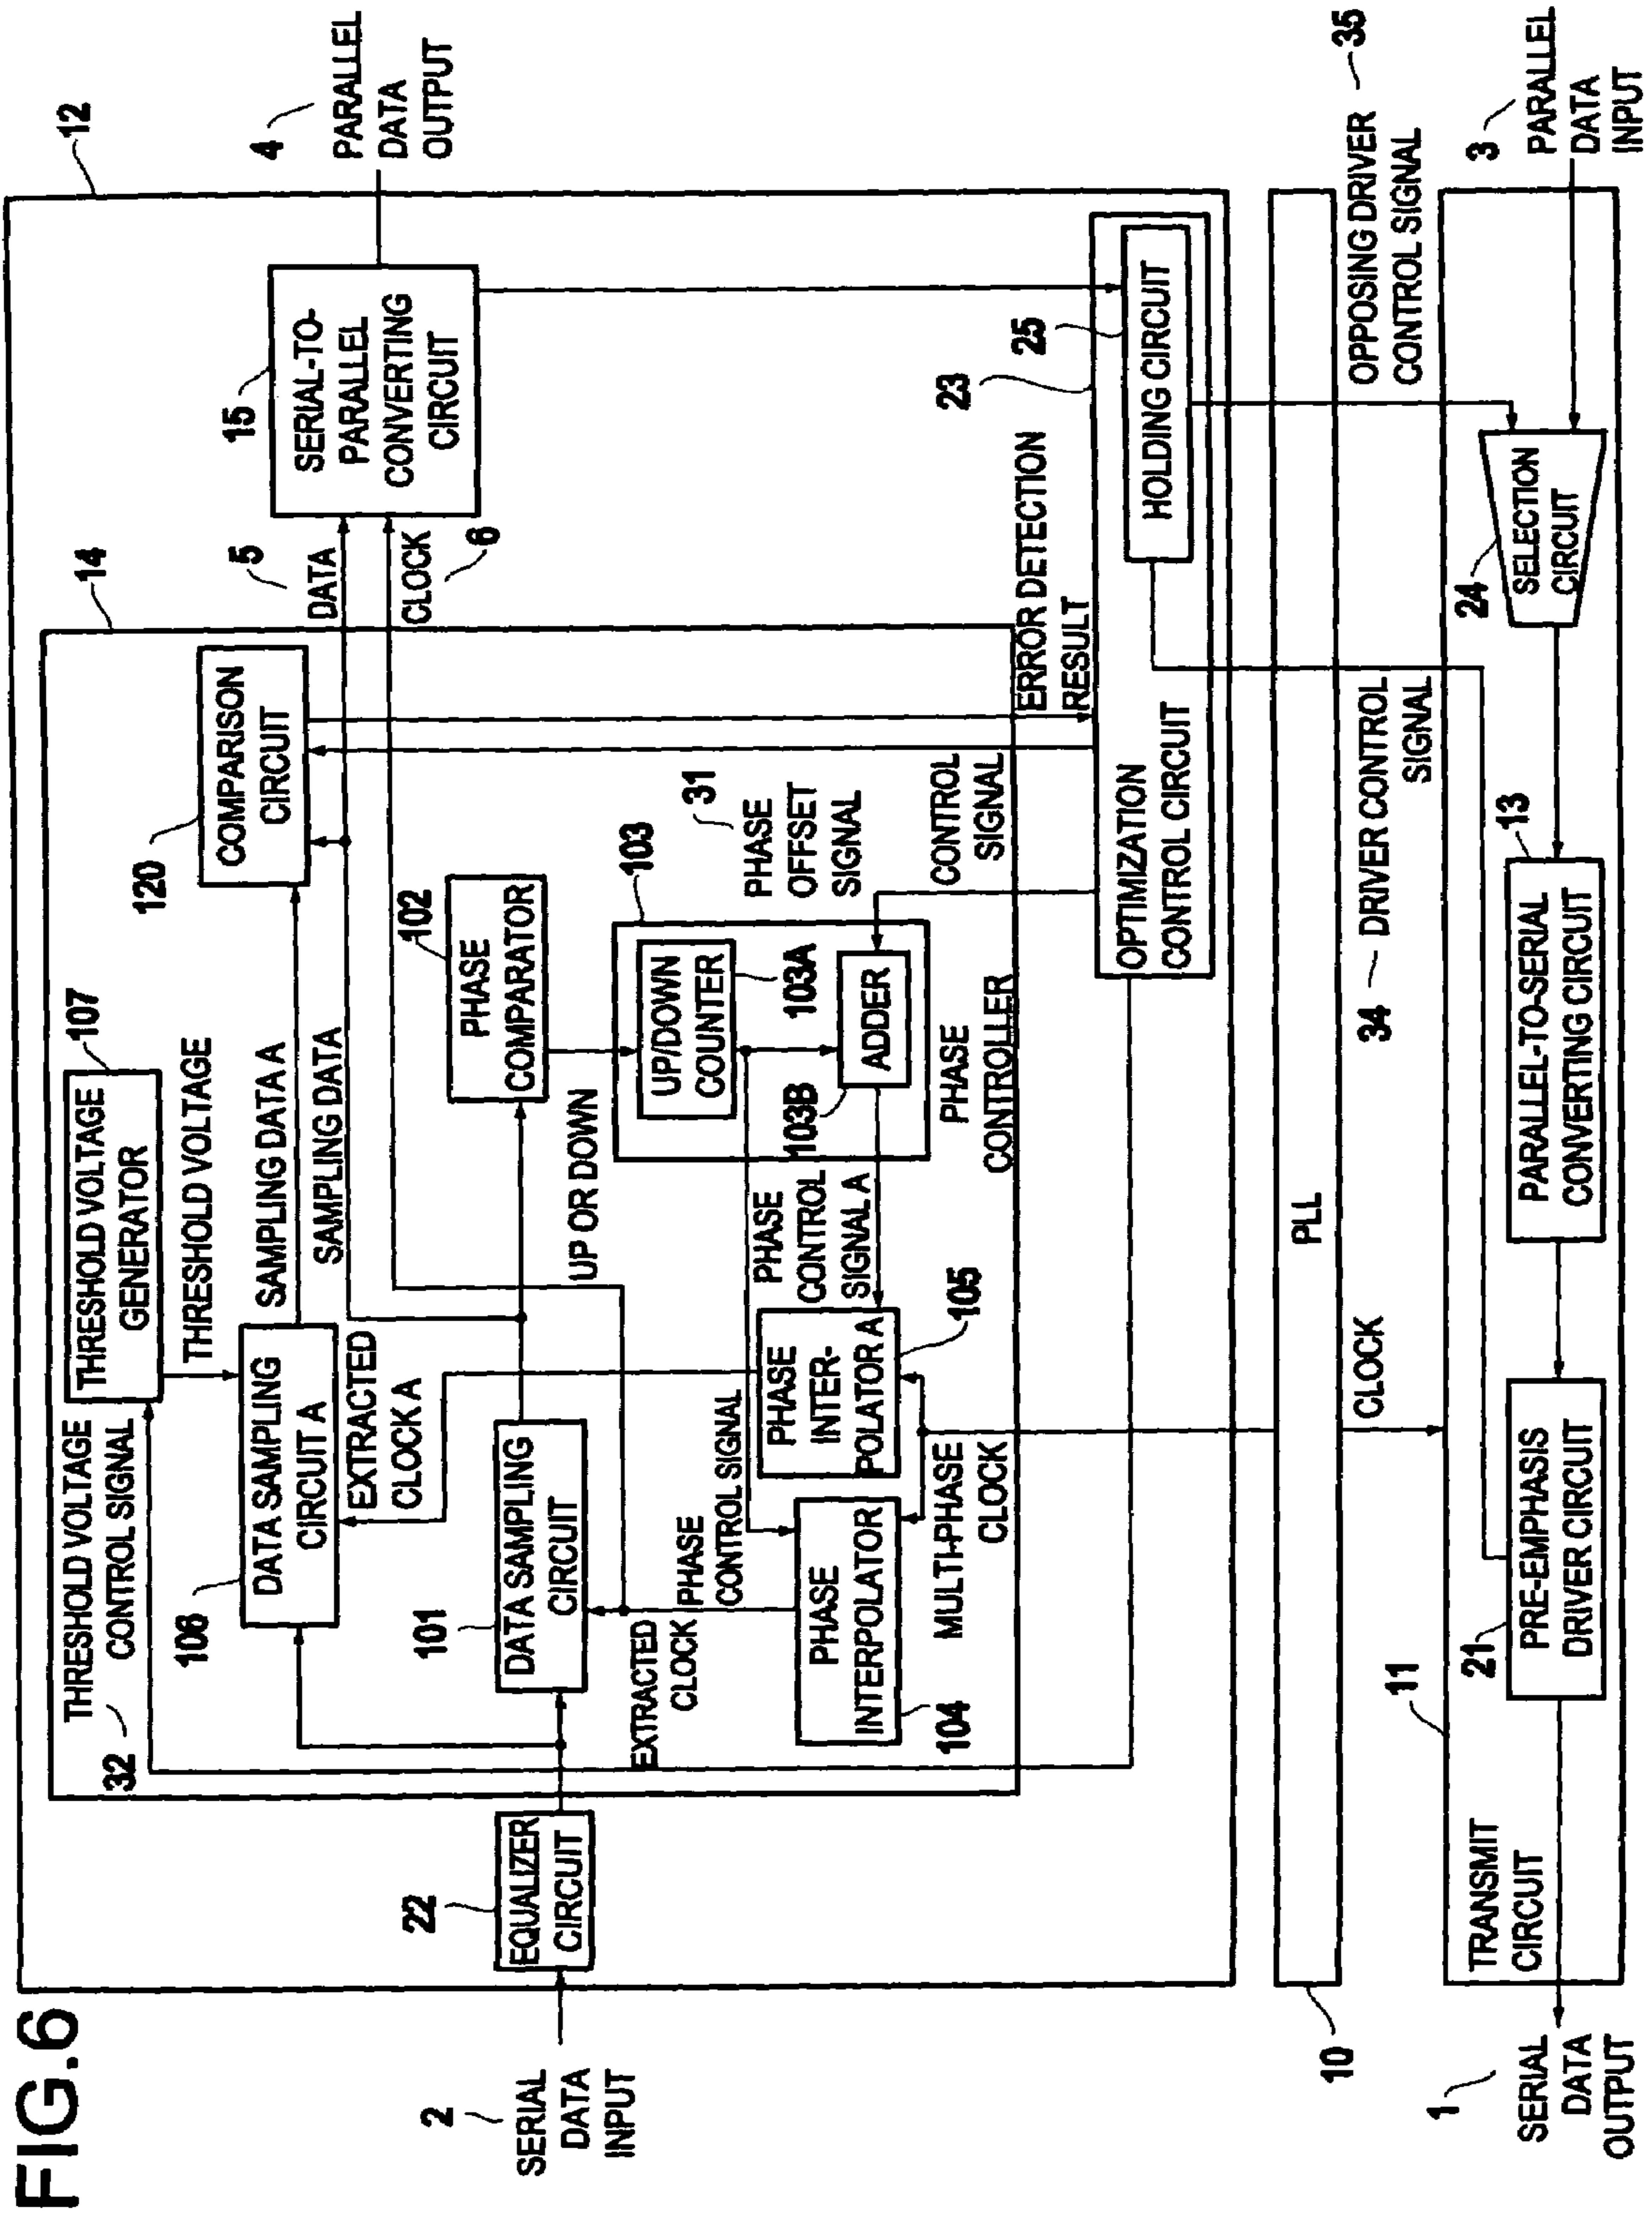 FIG.6
12
4
PARALLEL
DATA
OUTPUT
14
15
SERIAL-TO-
PARALLEL
CONVERTING
CIRCUIT
5
DATA
CLOCK
6
107
THRESHOLD VOLTAGE
GENERATOR
THRESHOLD VOLTAGE
THRESHOLD VOLTAGE
CONTROL SIGNAL
32
120
COMPARISON
CIRCUIT
SAMPLING DATA A
SAMPLING DATA
106
DATA SAMPLING
CIRCUIT A
EXTRACTED
CLOCK A
101
DATA SAMPLING
CIRCUIT
102
PHASE
COMPARATOR
UP OR DOWN
103
UP/DOWN
COUNTER
103A
ADDER
103B
PHASE
CONTROLLER
31
PHASE
OFFSET
SIGNAL
CONTROL
SIGNAL
ERROR DETECTION
RESULT
PHASE
CONTROL
SIGNAL A
PHASE
INTER-
POLATOR A
105
PHASE
CONTROL SIGNAL
EXTRACTED
CLOCK
PHASE
INTERPOLATOR
104
MULTI-PHASE
CLOCK
22
EQUALIZER
CIRCUIT
2
SERIAL
DATA
INPUT
23
25
HOLDING CIRCUIT
OPTIMIZATION
CONTROL CIRCUIT
PLL
10
CLOCK
34
DRIVER CONTROL
SIGNAL
35
OPPOSING DRIVER
CONTROL SIGNAL
3
PARALLEL
DATA
INPUT
24
SELECTION
CIRCUIT
13
PARALLEL-TO-SERIAL
CONVERTING CIRCUIT
21
PRE-EMPHASIS
DRIVER CIRCUIT
11
TRANSMIT
CIRCUIT
1
SERIAL
DATA
OUTPUT